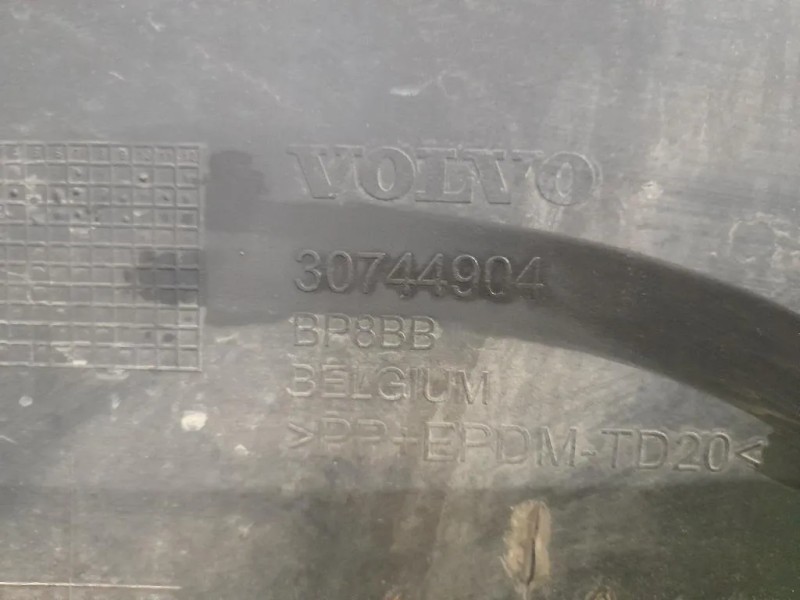 VOLVO
30744904
BP8BB
BELGIUM
>PP+EPDM-TD20<